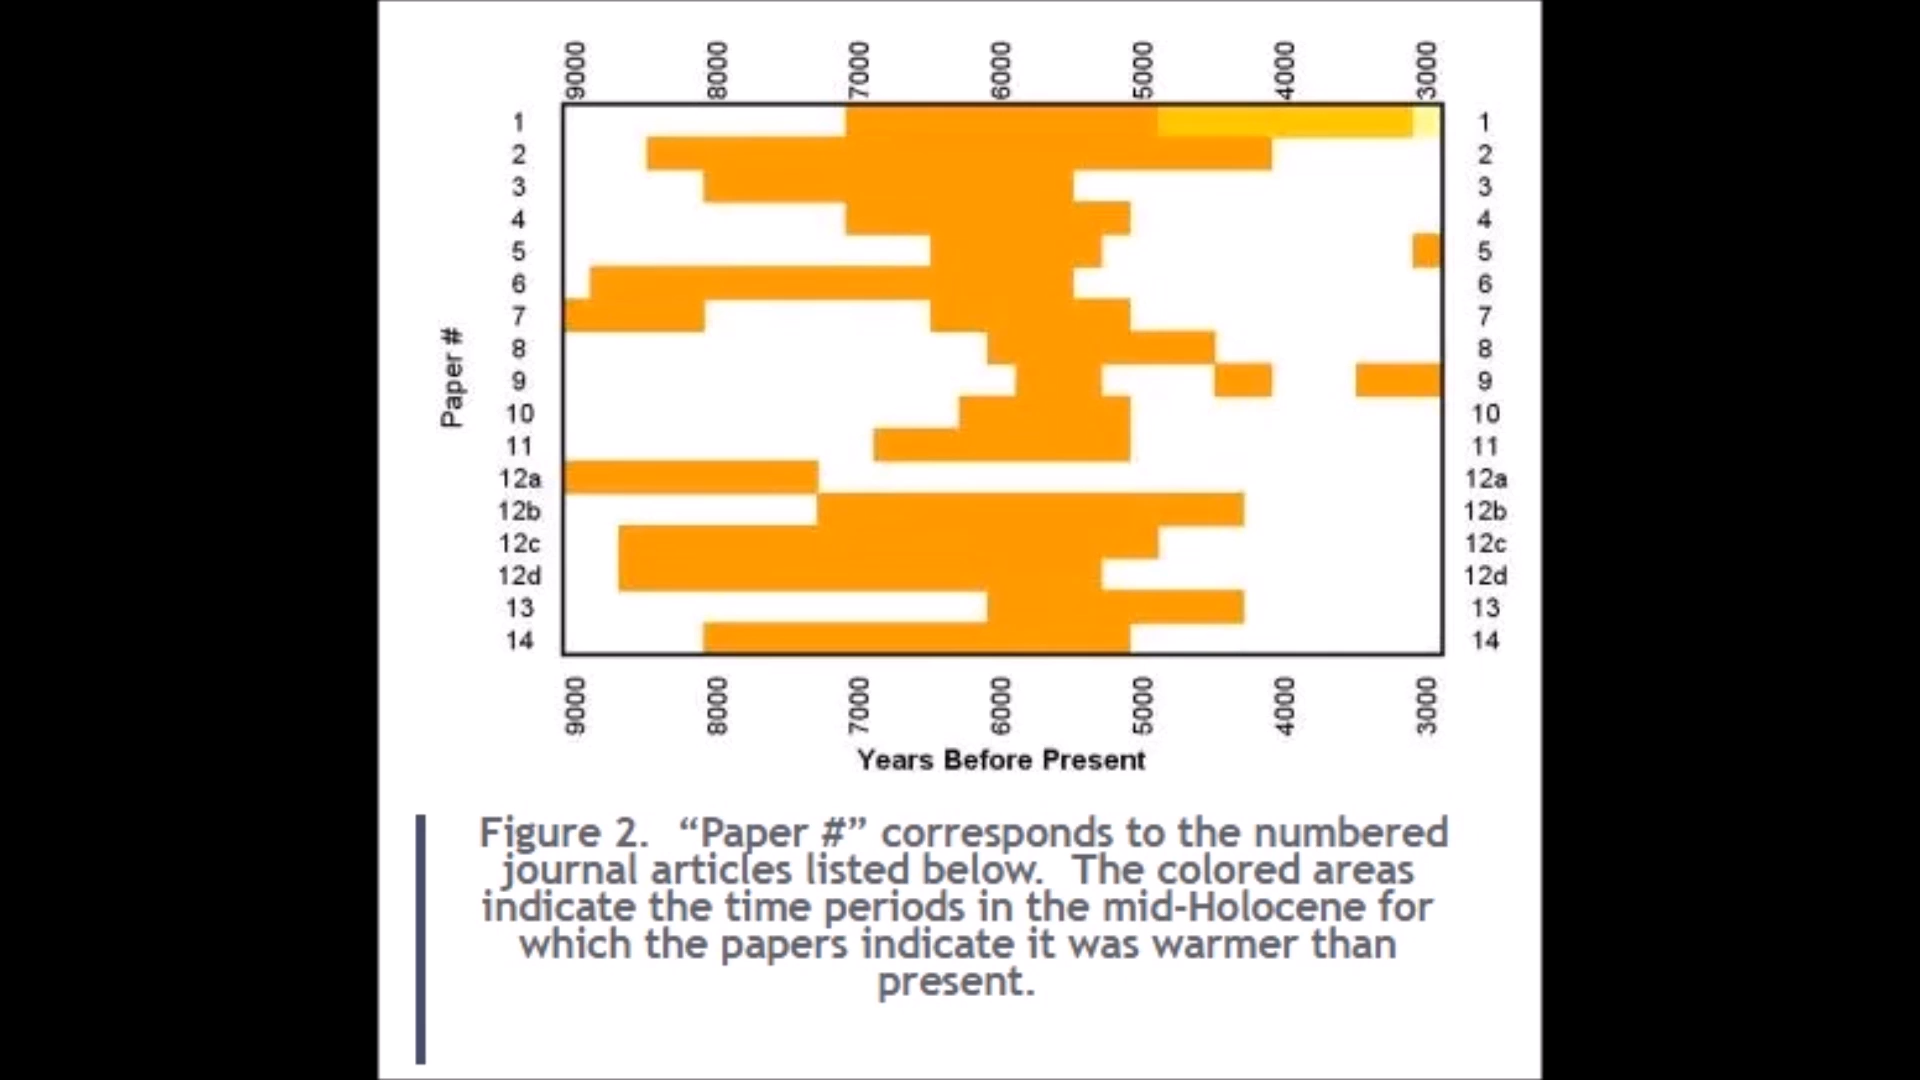 9000 8000 7000 6000 5000 4000 3000
Paper #
1 1
2 2
3 3
4 4
5 5
6 6
7 7
8 8
9 9
10 10
11 11
12a 12a
12b 12b
12c 12c
12d 12d
13 13
14 14
9000 8000 7000 6000 5000 4000 3000
Years Before Present
Figure 2. “Paper #” corresponds to the numbered
journal articles listed below. The colored areas
indicate the time periods in the mid-Holocene for
which the papers indicate it was warmer than
present.